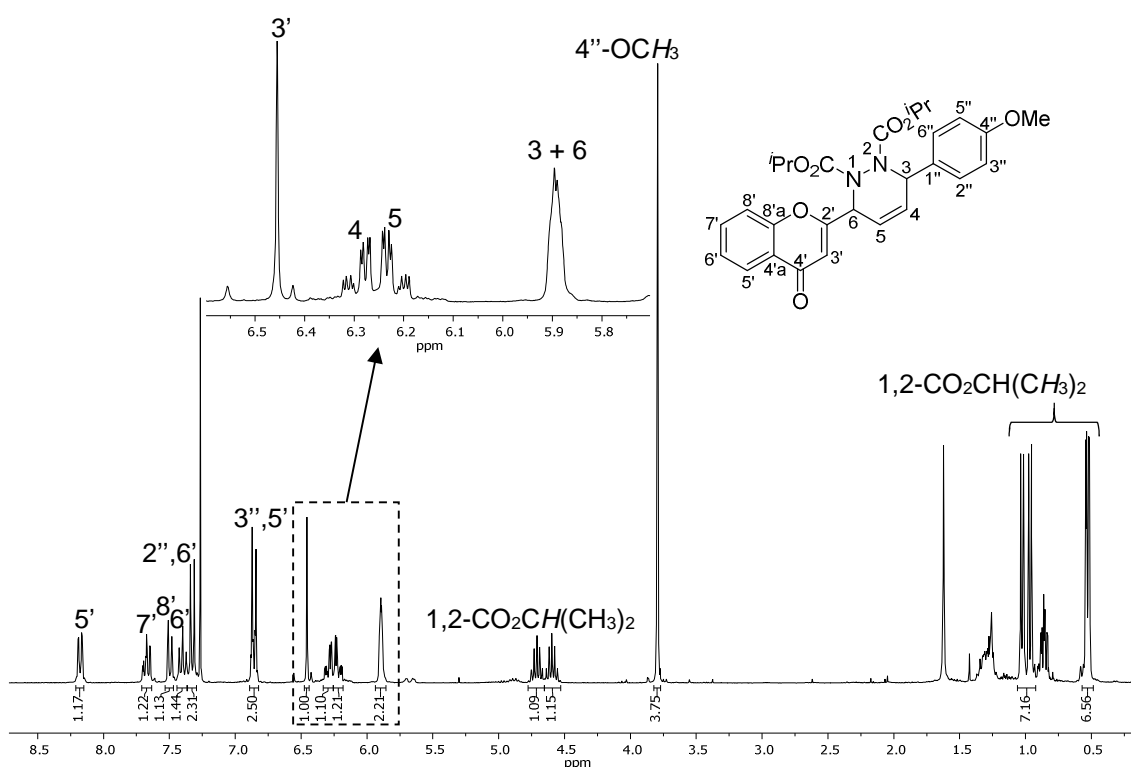 3’
4’’-OCH3
3 + 6
4
5
6.5 6.4 6.3 6.2 6.1 6.0 5.9 5.8
ppm
CO2iPr
5''
6''
4''
OMe
iPrO2C
1
N
2
N
3
1''
3''
2''
8'
O
7'
8'a
2'
6
4
5
6'
4'a
4'
3'
5'
O
1,2-CO2CH(CH3)2
5’
7’
8’
6’
2’’,6’
3’’,5’
1,2-CO2CH(CH3)2
1.17
1.22
1.13
1.44
2.31
2.50
1.00
1.10
1.21
2.21
1.09
1.15
3.75
7.16
6.56
8.5 8.0 7.5 7.0 6.5 6.0 5.5 5.0 4.5 4.0 3.5 3.0 2.5 2.0 1.5 1.0 0.5
ppm